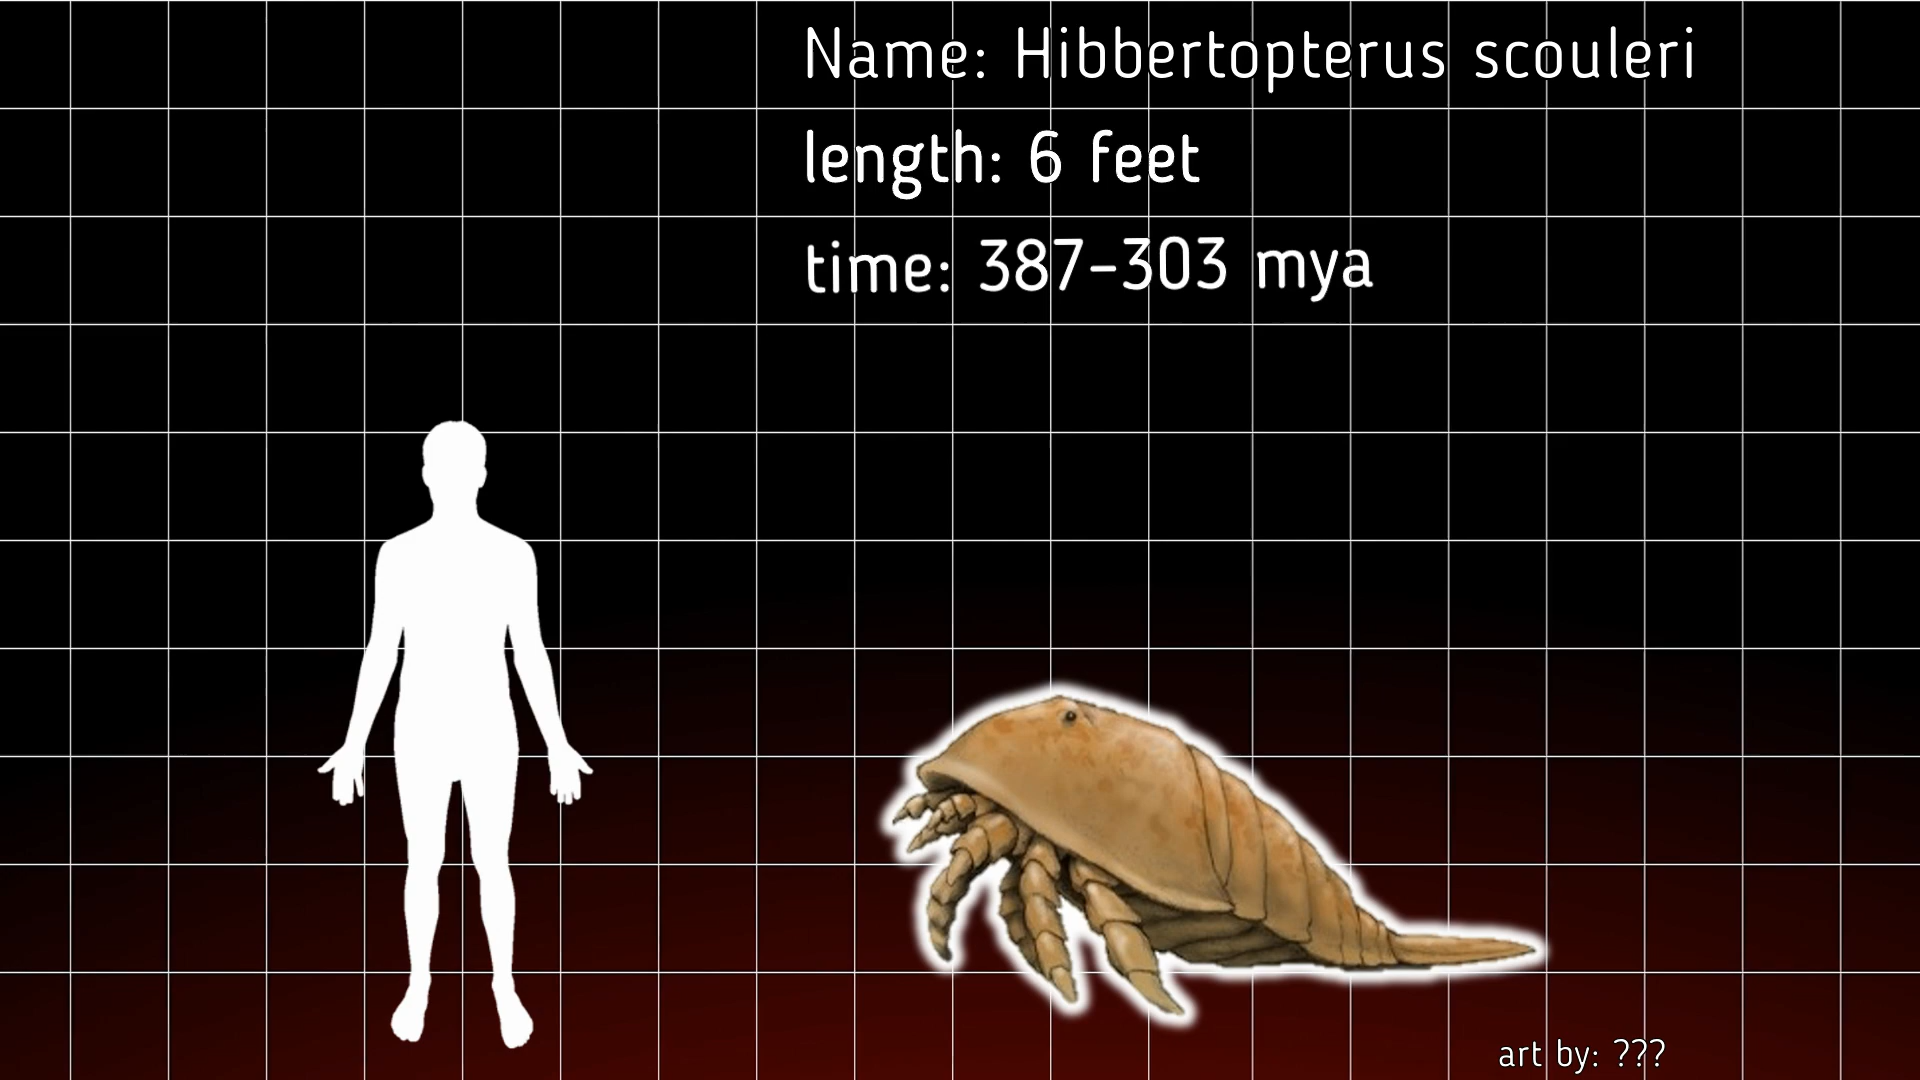 Name: Hibbertopterus scouleri
length: 6 feet
time: 387-303 mya
art by: ???